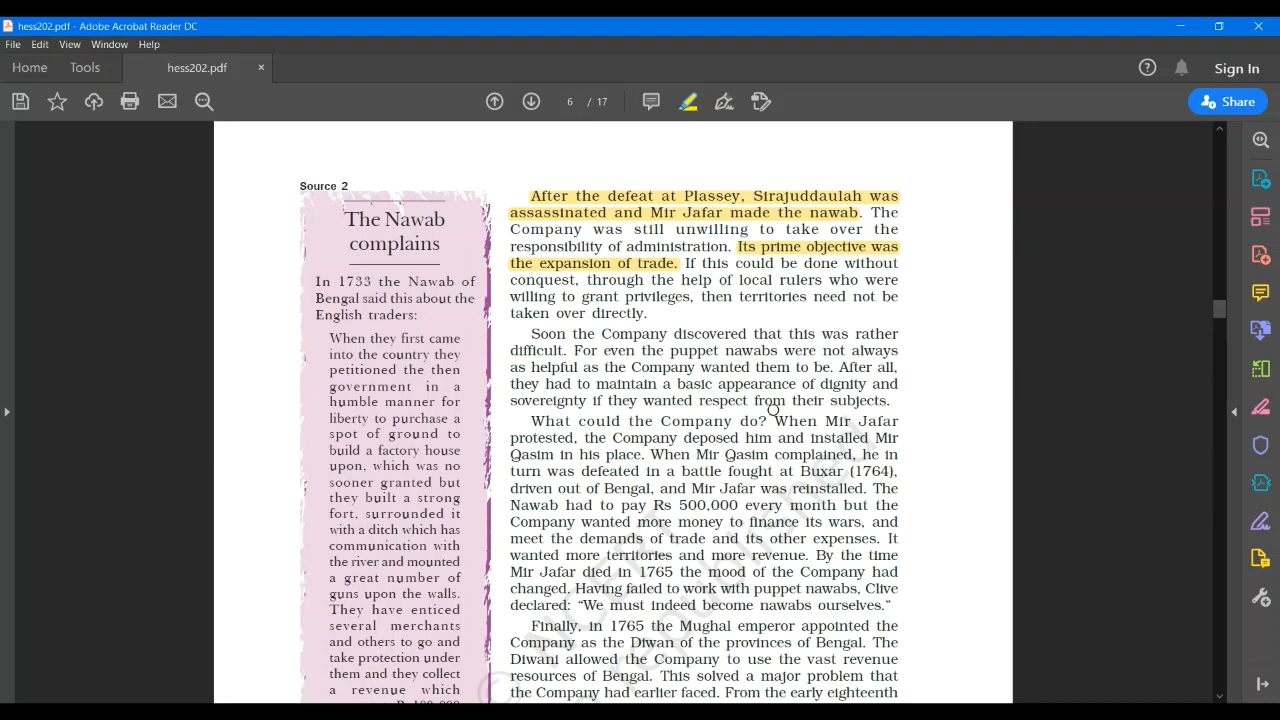 hess202.pdf - Adobe Acrobat Reader DC
File Edit View Window Help
Home Tools hess202.pdf × Sign In
6 / 17 Share
Source 2
The Nawab
complains
In 1733 the Nawab of
Bengal said this about the
English traders:
When they first came
into the country they
petitioned the then
government in a
humble manner for
liberty to purchase a
spot of ground to
build a factory house
upon, which was no
sooner granted but
they built a strong
fort, surrounded it
with a ditch which has
communication with
the river and mounted
a great number of
guns upon the walls.
They have enticed
several merchants
and others to go and
take protection under
them and they collect
a revenue which
After the defeat at Plassey, Sirajuddaulah was
assassinated and Mir Jafar made the nawab. The
Company was still unwilling to take over the
responsibility of administration. Its prime objective was
the expansion of trade. If this could be done without
conquest, through the help of local rulers who were
willing to grant privileges, then territories need not be
taken over directly.
Soon the Company discovered that this was rather
difficult. For even the puppet nawabs were not always
as helpful as the Company wanted them to be. After all,
they had to maintain a basic appearance of dignity and
sovereignty if they wanted respect from their subjects.
What could the Company do? When Mir Jafar
protested, the Company deposed him and installed Mir
Qasim in his place. When Mir Qasim complained, he in
turn was defeated in a battle fought at Buxar (1764),
driven out of Bengal, and Mir Jafar was reinstalled. The
Nawab had to pay Rs 500,000 every month but the
Company wanted more money to finance its wars, and
meet the demands of trade and its other expenses. It
wanted more territories and more revenue. By the time
Mir Jafar died in 1765 the mood of the Company had
changed. Having failed to work with puppet nawabs, Clive
declared: “We must indeed become nawabs ourselves.”
Finally, in 1765 the Mughal emperor appointed the
Company as the Diwan of the provinces of Bengal. The
Diwani allowed the Company to use the vast revenue
resources of Bengal. This solved a major problem that
the Company had earlier faced. From the early eighteenth
© NCERT
republished